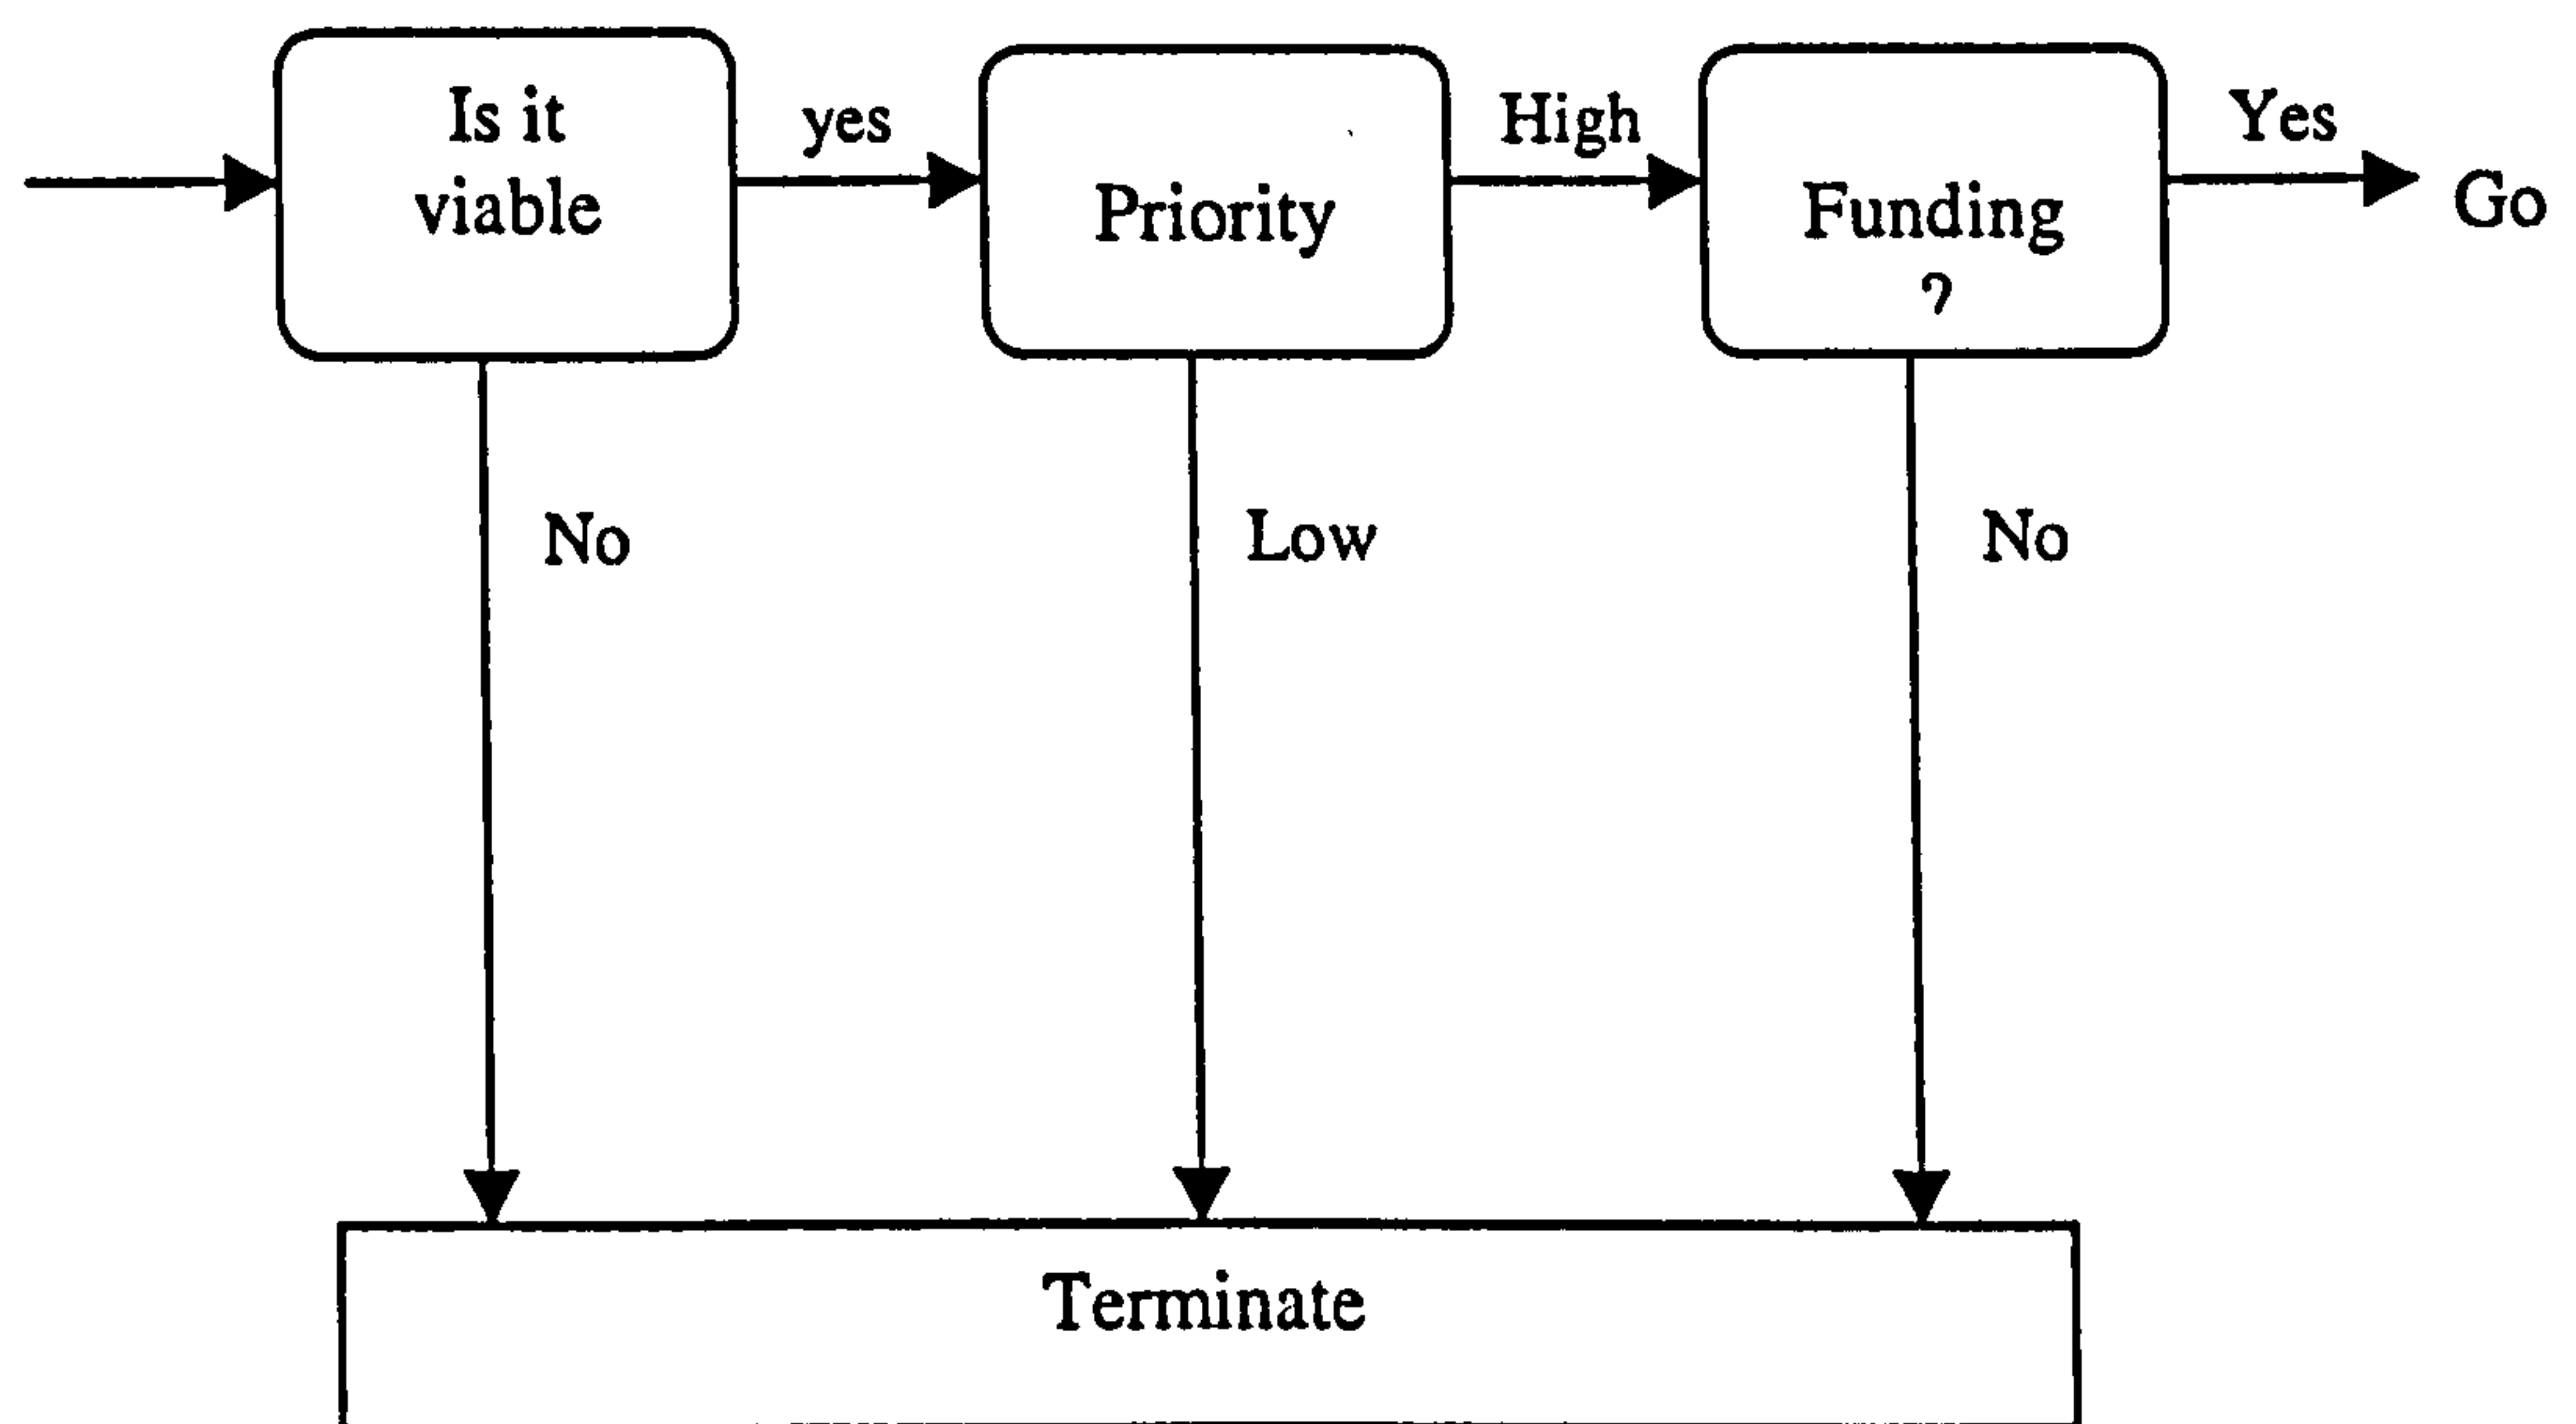 Is it
viable
yes
Priority
High
Funding
?
Yes
Go
No
Low
No
Terminate